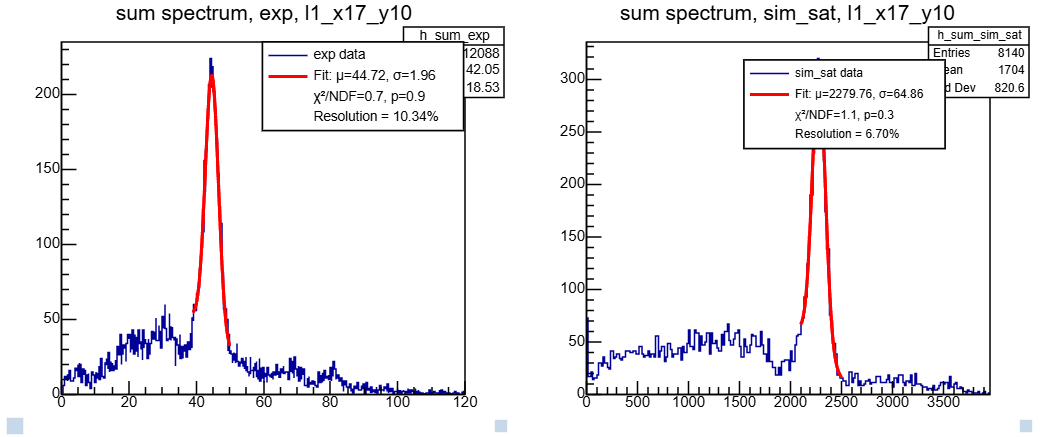 sum spectrum, exp, l1_x17_y10
h_sum_exp
12088
42.05
18.53
exp data
Fit: μ=44.72, σ=1.96
χ²/NDF=0.7, p=0.9
Resolution = 10.34%
200
150
100
50
0
0 20 40 60 80 100 120
sum spectrum, sim_sat, l1_x17_y10
h_sum_sim_sat
Entries 8140
ean 1704
d Dev 820.6
sim_sat data
Fit: μ=2279.76, σ=64.86
χ²/NDF=1.1, p=0.3
Resolution = 6.70%
300
250
200
150
100
50
0
0 500 1000 1500 2000 2500 3000 3500